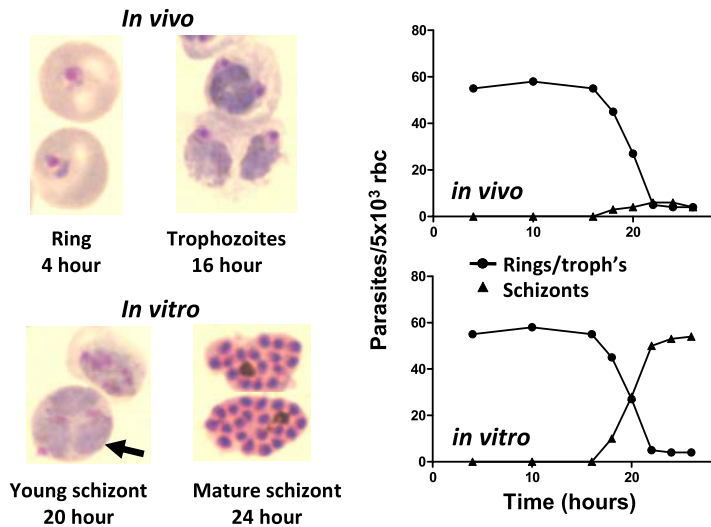 In vivo
Ring
4 hour
Trophozoites
16 hour
In vitro
Young schizont
20 hour
Mature schizont
24 hour
Parasites/5x10³ rbc
80
60
40
20
0
in vivo
0
10
20
Rings/troph's
Schizonts
80
60
40
20
0
in vitro
0
10
20
Time (hours)